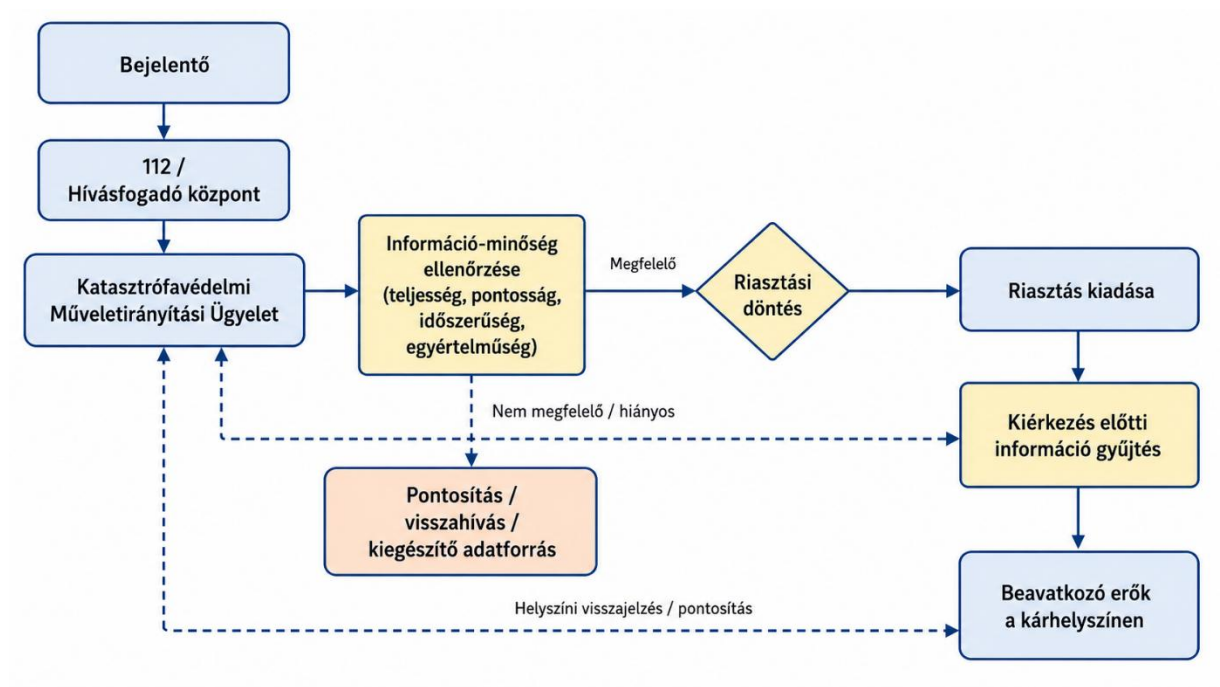 Bejelentő
112 /
Hívásfogadó központ
Katasztrófavédelmi
Műveletirányítási Ügyelet
Információ-minőség
ellenőrzése
(teljesség, pontosság,
időszerűség,
egyértelműség)
Megfelelő
Riasztási
döntés
Riasztás kiadása
Nem megfelelő / hiányos
Kiérkezés előtti
információ gyűjtés
Pontosítás /
visszahívás /
kiegészítő adatforrás
Helyszíni visszajelzés / pontosítás
Beavatkozó erők
a kárhelyszínen